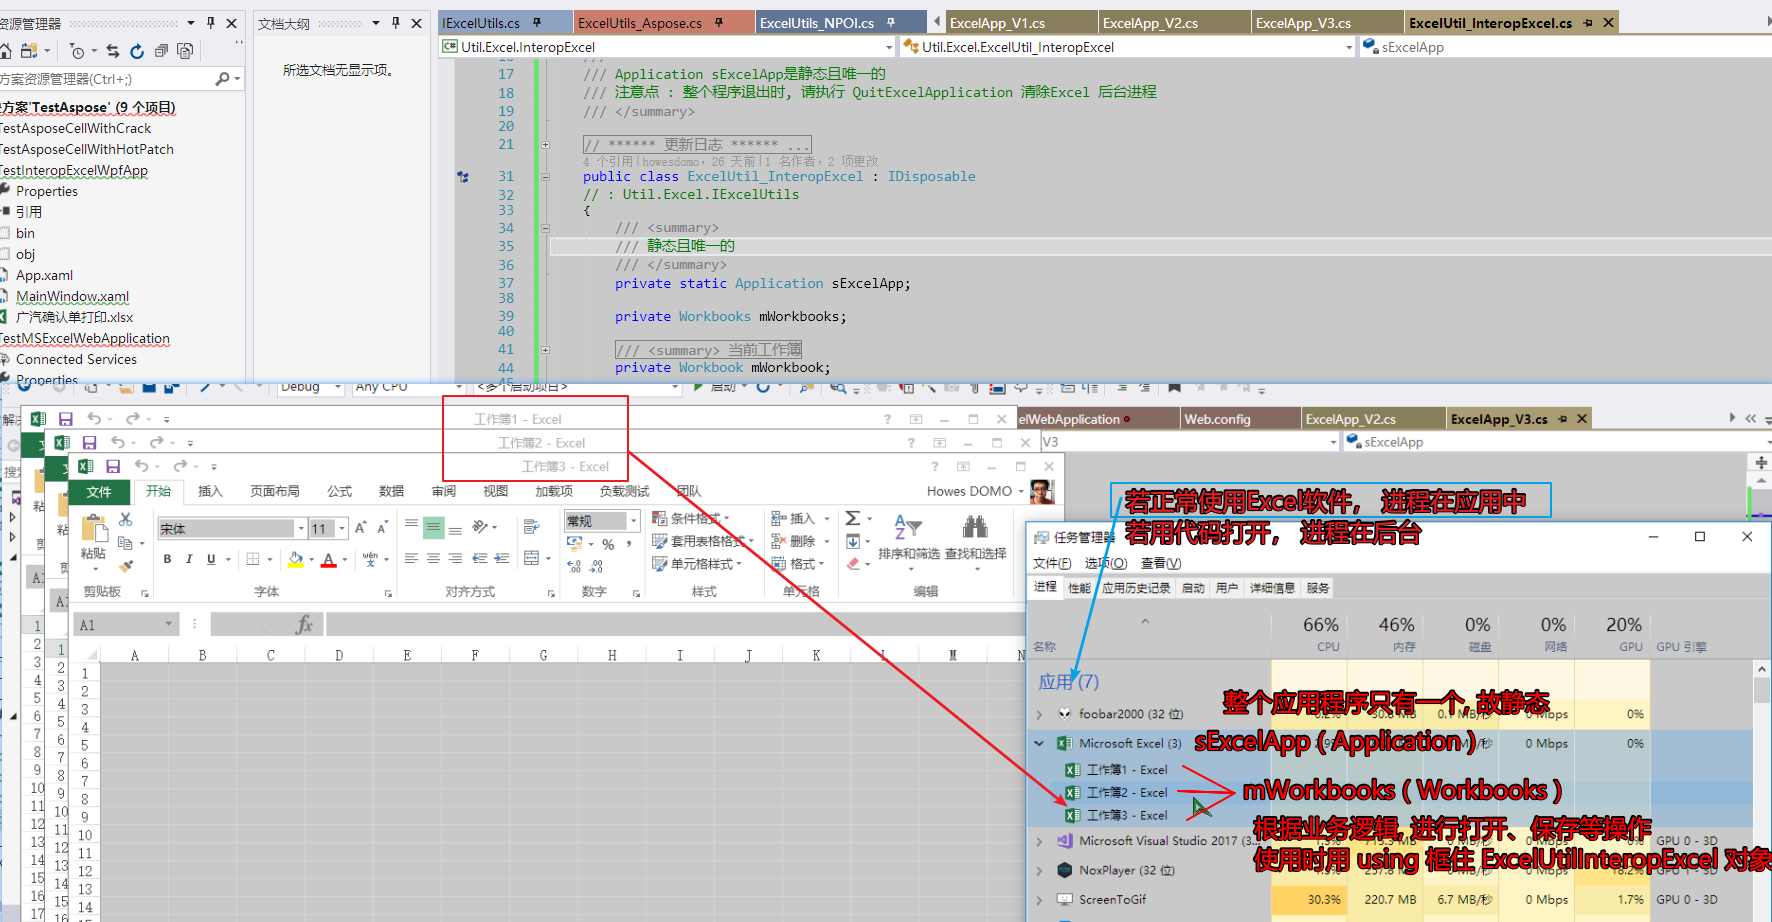 资源管理器
文档大纲
IExcelUtils.cs
ExcelUtils_Aspose.cs
ExcelUtils_NPOI.cs
ExcelApp_V1.cs
ExcelApp_V2.cs
ExcelApp_V3.cs
ExcelUtil_InteropExcel.cs
Util.Excel.InteropExcel
Util.Excel.ExcelUtil_InteropExcel
sExcelApp
方案资源管理器(Ctrl+;)
所选文档无显示项。
方案'TestAspose' (9 个项目)
TestAsposeCellWithCrack
TestAsposeCellWithHotPatch
TestInteropExcelWpfApp
Properties
引用
bin
obj
App.xaml
MainWindow.xaml
广汽确认单打印.xlsx
TestMSExcelWebApplication
Connected Services
Properties
17 /// Application sExcelApp是静态且唯一的
18 /// 注意点 : 整个程序退出时, 请执行 QuitExcelApplication 清除Excel 后台进程
19 /// </summary>
20
21 // ****** 更新日志 ****** ...
4 个引用|howesdomo, 26 天前|1 名作者, 2 项更改
31 public class ExcelUtil_InteropExcel : IDisposable
32 // : Util.Excel.IExcelUtils
33 {
34 /// <summary>
35 /// 静态且唯一的
36 /// </summary>
37 private static Application sExcelApp;
38
39 private Workbooks mWorkbooks;
40
41 /// <summary> 当前工作簿
44 private Workbook mWorkbook;
45
Debug
Any CPU
<多个启动项目>
启动
解决
工作簿1 - Excel
工作簿2 - Excel
工作簿3 - Excel
elWebApplication
Web.config
ExcelApp_V2.cs
ExcelApp_V3.cs
V3
sExcelApp
文件
开始
插入
页面布局
公式
数据
审阅
视图
加载项
负载测试
团队
Howes DOMO
粘贴
剪贴板
宋体
11
B I U
wén
字体
对齐方式
常规
%
数字
条件格式
套用表格格式
单元格样式
样式
插入
删除
格式
单元格
排序和筛选
查找和选择
编辑
A1
fx
A B C D E F G H I J K L M N
1
2
3
4
5
6
7
8
9
10
11
12
13
14
若正常使用Excel软件， 进程在应用中
若用代码打开， 进程在后台
任务管理器
文件(F) 选项(O) 查看(V)
进程 性能 应用历史记录 启动 用户 详细信息 服务
66% 46% 0% 0% 20%
名称 CPU 内存 磁盘 网络 GPU GPU 引擎
应用 (7)
整个应用程序只有一个, 故静态
foobar2000 (32 位) 0 Mbps 0%
Microsoft Excel (3) 0 Mbps 0%
sExcelApp ( Application )
工作簿1 - Excel
工作簿2 - Excel
工作簿3 - Excel
mWorkbooks ( Workbooks )
根据业务逻辑, 进行打开、保存等操作
使用时用 using 框住 ExcelUtilInteropExcel 对象
Microsoft Visual Studio 2017 (3... GPU 0 - 3D
NoxPlayer (32 位)
ScreenToGif 30.3% 220.7 MB 6.7 MB/秒 0 Mbps 1.7% GPU 0 - 3D